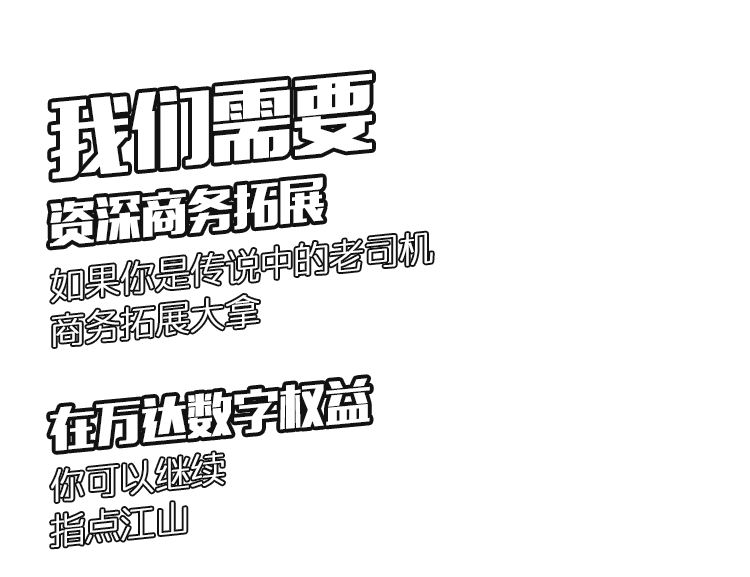 我们需要
资深商务拓展
如果你是传说中的老司机
商务拓展大拿
在万达数字权益
你可以继续
指点江山